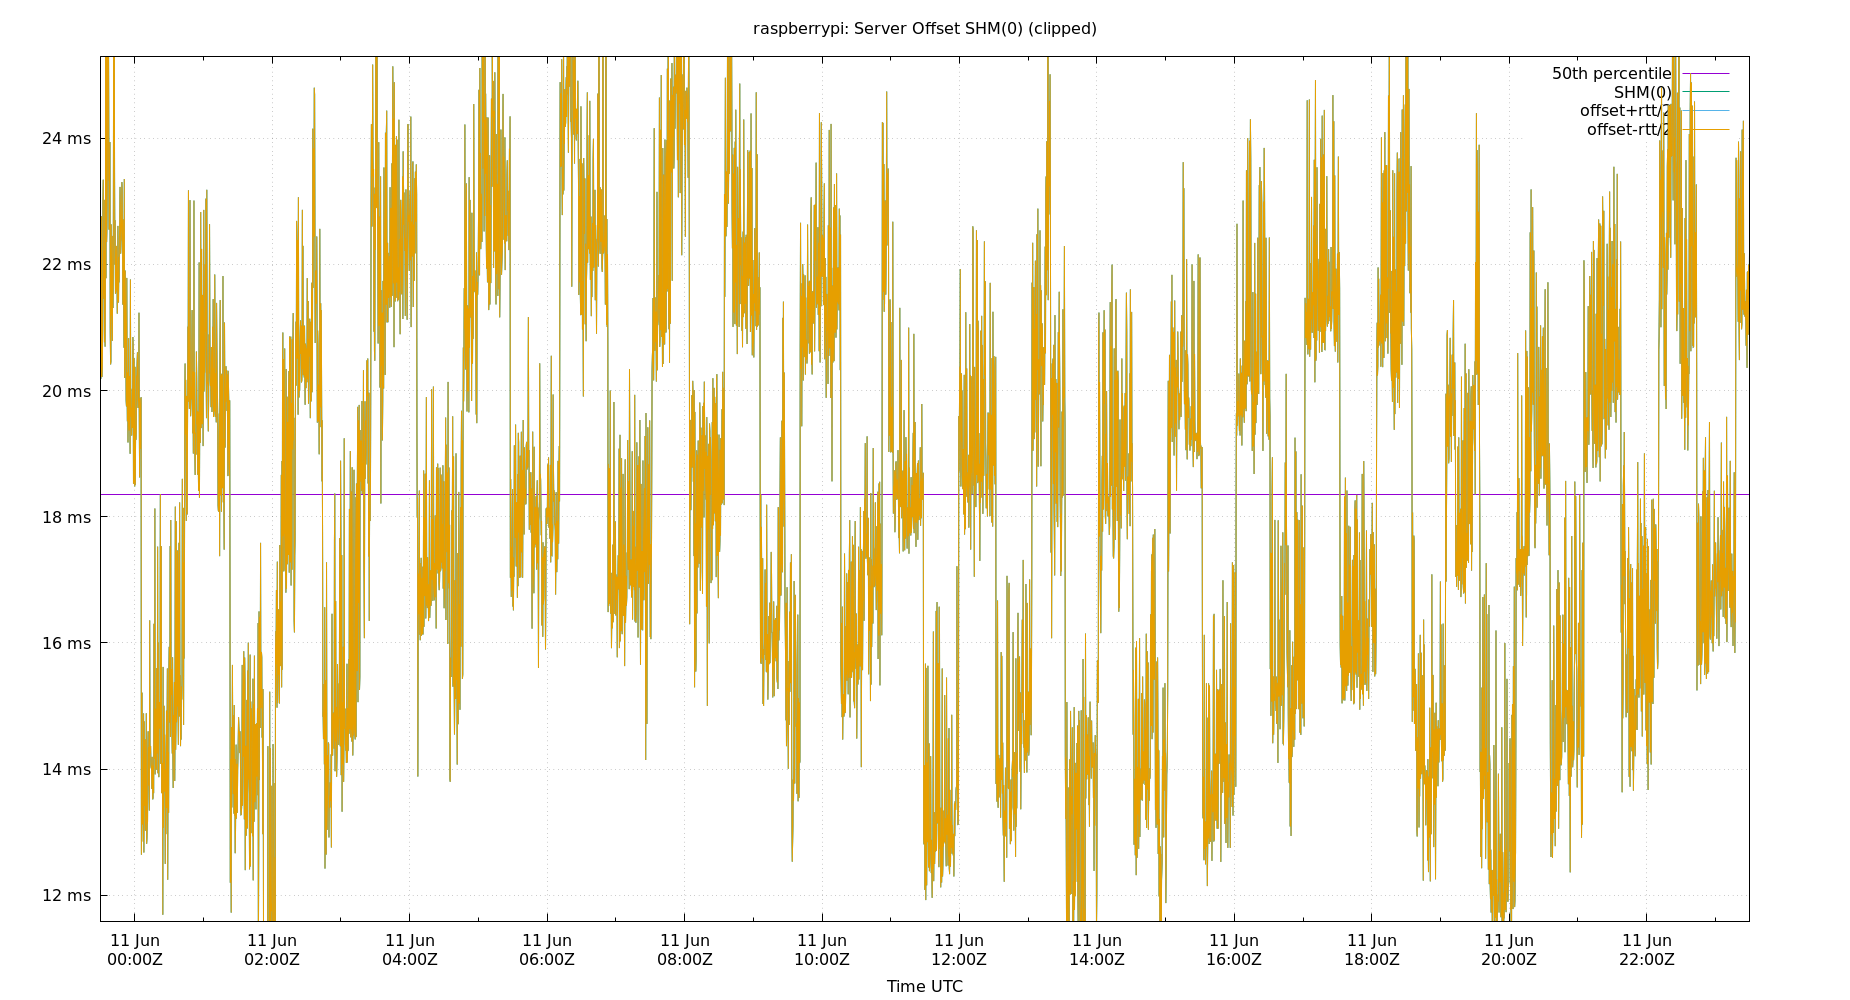 raspberrypi: Server Offset SHM(0) (clipped)
50th percentile
SHM(0)
offset+rtt/2
offset-rtt/2
24 ms
22 ms
20 ms
18 ms
16 ms
14 ms
12 ms
11 Jun 11 Jun 11 Jun 11 Jun 11 Jun 11 Jun 11 Jun 11 Jun 11 Jun 11 Jun 11 Jun 11 Jun
00:00Z 02:00Z 04:00Z 06:00Z 08:00Z 10:00Z 12:00Z 14:00Z 16:00Z 18:00Z 20:00Z 22:00Z
Time UTC